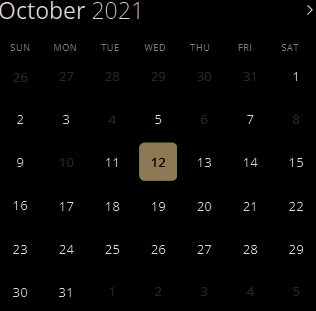 October 2021
SUN MON TUE WED THU FRI SAT
26 27 28 29 30 31 1
2 3 4 5 6 7 8
9 10 11 12 13 14 15
16 17 18 19 20 21 22
23 24 25 26 27 28 29
30 31 1 2 3 4 5